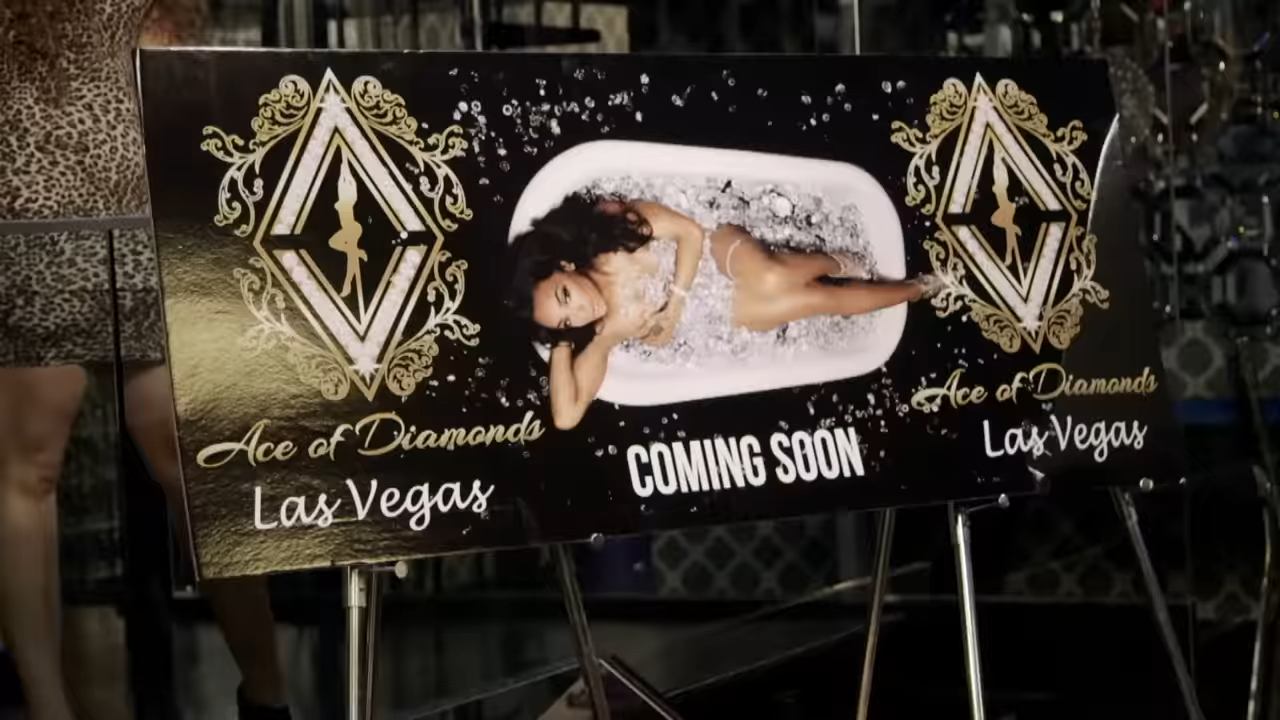 Ace of Diamonds
Las Vegas
COMING SOON
Ace of Diamonds
Las Vegas